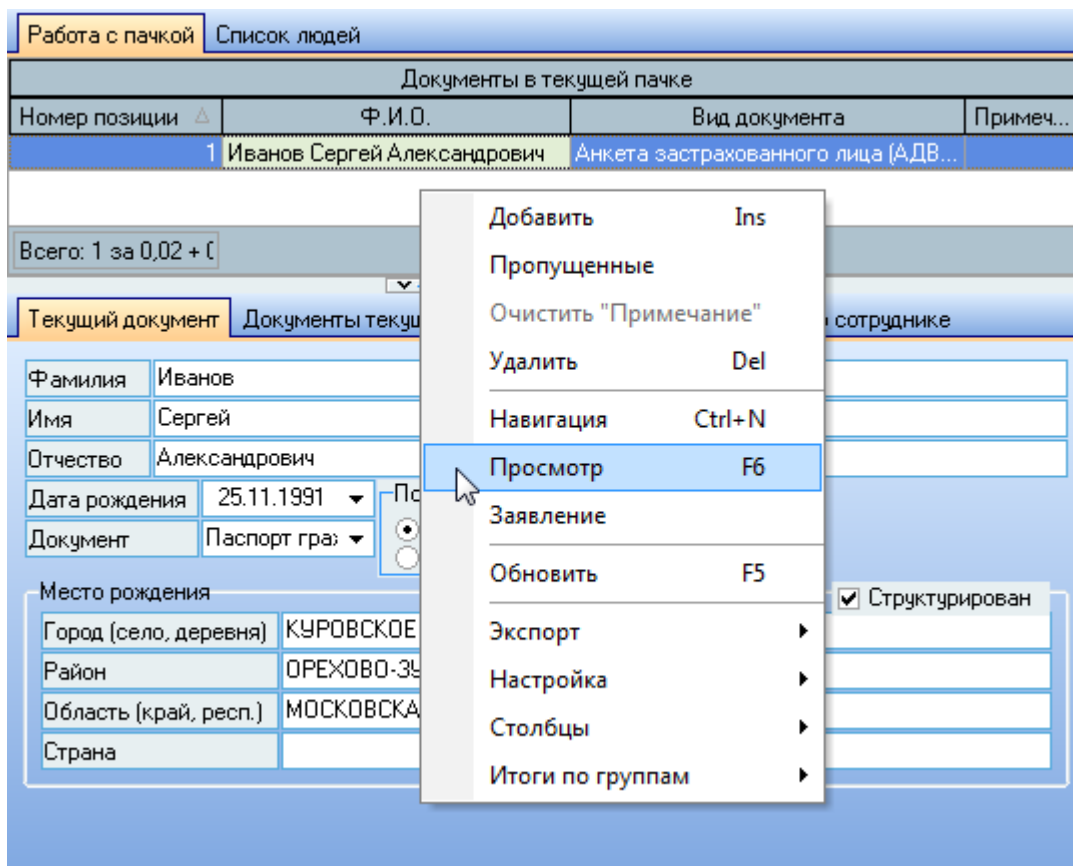 Работа с пачкой Список людей
Документы в текущей пачке
Номер позиции Ф.И.О. Вид документа Примеч...
1 Иванов Сергей Александрович Анкета застрахованного лица (АДВ...
Всего: 1 за 0,02 +
Добавить Ins
Пропущенные
Очистить "Примечание"
Удалить Del
Навигация Ctrl+N
Просмотр F6
Заявление
Обновить F5
Экспорт
Настройка
Столбцы
Итоги по группам
Текущий документ Документы текущ сотруднике
Фамилия Иванов
Имя Сергей
Отчество Александрович
Дата рождения 25.11.1991 По
Документ Паспорт граж
Место рождения Структурирован
Город (село, деревня) КУРОВСКОЕ
Район ОРЕХОВО-ЗУ
Область (край, респ.) МОСКОВСКА
Страна